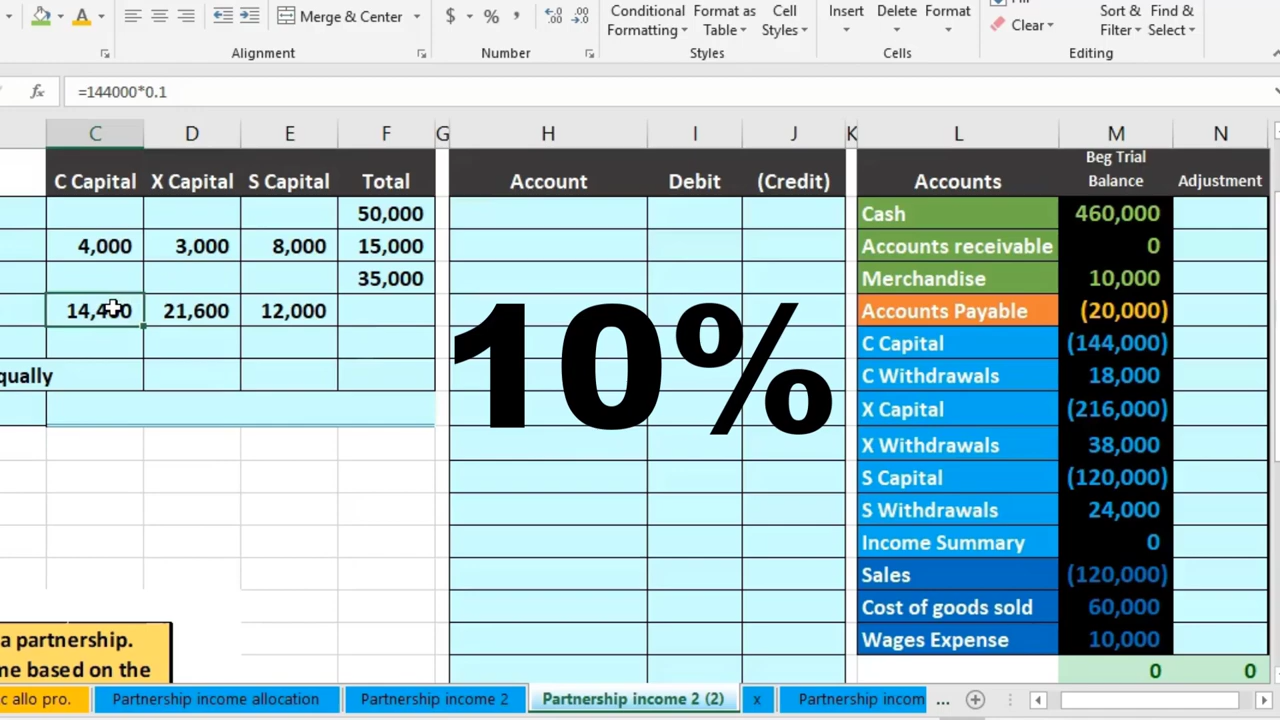 Merge & Center
$ % ,
Conditional Formatting
Format as Table
Cell Styles
Insert Delete Format
Clear
Sort & Filter
Find & Select
Alignment Number Styles Cells Editing
fx =144000*0.1
C D E F G H I J K L M N
C Capital X Capital S Capital Total Account Debit (Credit) Accounts Beg Trial Balance Adjustment
50,000 Cash 460,000
4,000 3,000 8,000 15,000 Accounts receivable 0
35,000 Merchandise 10,000
21,600 12,000 Accounts Payable (20,000)
10%
C Capital (144,000)
qually C Withdrawals 18,000
X Capital (216,000)
X Withdrawals 38,000
S Capital (120,000)
S Withdrawals 24,000
Income Summary 0
Sales (120,000)
Cost of goods sold 60,000
a partnership. Wages Expense 10,000
me based on the 0 0
c allo pro. Partnership income allocation Partnership income 2 Partnership income 2 (2) x Partnership incom ...